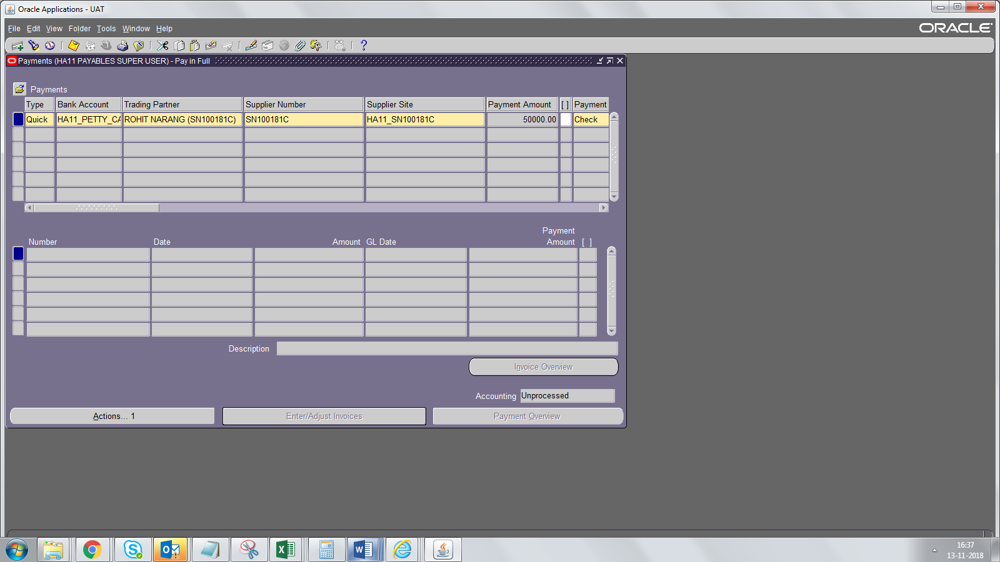 Oracle Applications - UAT
File Edit View Folder Tools Window Help
ORACLE
Payments (HA11 PAYABLES SUPER USER) - Pay in Full
Payments
Type Bank Account Trading Partner Supplier Number Supplier Site Payment Amount [ ] Payment
Quick HA11_PETTY_CA ROHIT NARANG (SN100181C) SN100181C HA11_SN100181C 50000.00 Check
Payment
Number Date Amount GL Date Amount [ ]
Description
Invoice Overview
Accounting Unprocessed
Actions... 1 Enter/Adjust Invoices Payment Overview
16:37
13-11-2018